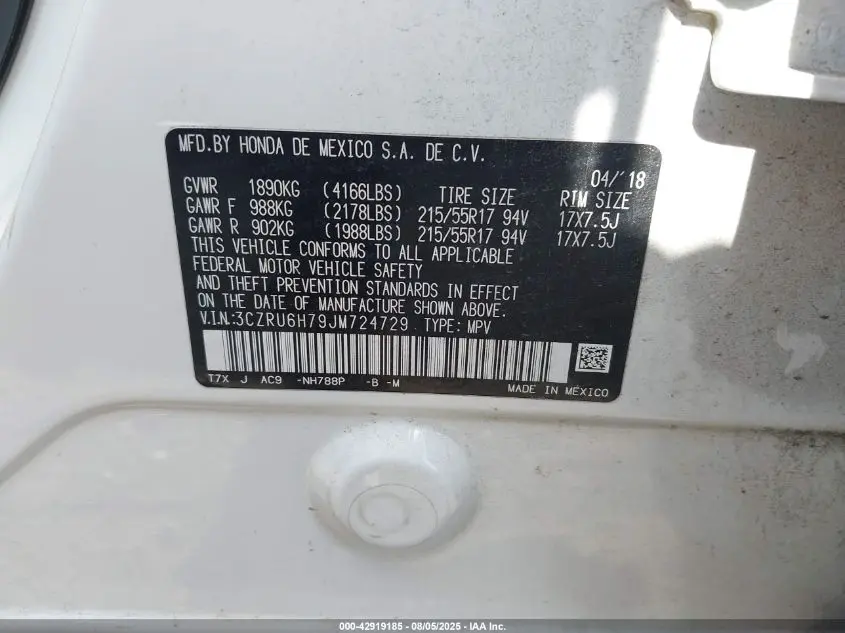 MFD.BY HONDA DE MEXICO S.A. DE C.V.
04/'18
GVWR 1890KG (4166LBS) TIRE SIZE RIM SIZE
GAWR F 988KG (2178LBS) 215/55R17 94V 17X7.5J
GAWR R 902KG (1988LBS) 215/55R17 94V 17X7.5J
THIS VEHICLE CONFORMS TO ALL APPLICABLE
FEDERAL MOTOR VEHICLE SAFETY
AND THEFT PREVENTION STANDARDS IN EFFECT
ON THE DATE OF MANUFACTURE SHOWN ABOVE.
V.I.N:3CZRU6H79JM724729 TYPE: MPV
T7X J AC9 -NH788P -B -M MADE IN MEXICO
000-42919185 - 08/05/2025 - IAA Inc.